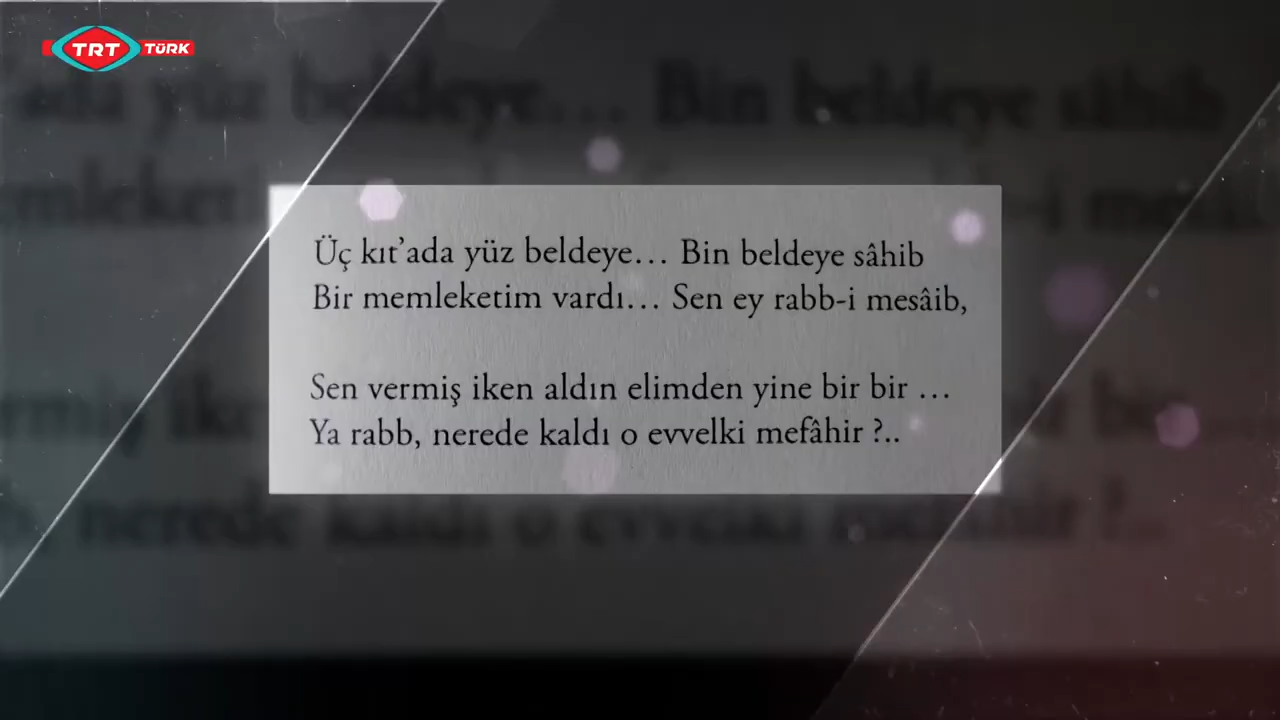 TRT TÜRK
Üç kıt'ada yüz beldeye… Bin beldeye sâhib
Bir memleketim vardı… Sen ey rabb-i mesâib,
Sen vermiş iken aldın elimden yine bir bir …
Ya rabb, nerede kaldı o evvelki mefâhir ?..